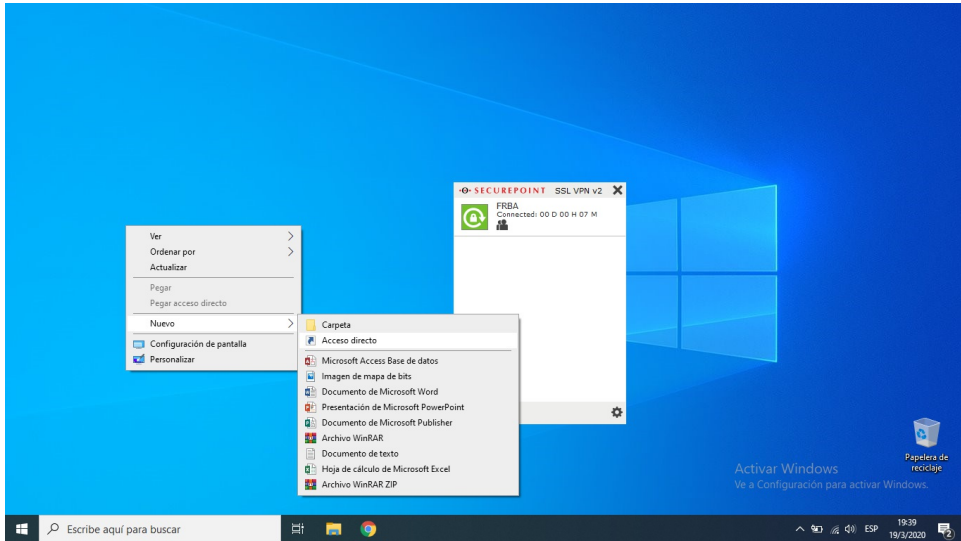 SECUREPOINT SSL VPN v2
FRBA
Connected: 00 D 00 H 07 M
Ver
Ordenar por
Actualizar
Pegar
Pegar acceso directo
Nuevo
Configuración de pantalla
Personalizar
Carpeta
Acceso directo
Microsoft Access Base de datos
Imagen de mapa de bits
Documento de Microsoft Word
Presentación de Microsoft PowerPoint
Documento de Microsoft Publisher
Archivo WinRAR
Documento de texto
Hoja de cálculo de Microsoft Excel
Archivo WinRAR ZIP
Papelera de
reciclaje
Activar Windows
Ve a Configuración para activar Windows.
Escribe aquí para buscar
ESP
19:39
19/3/2020
2